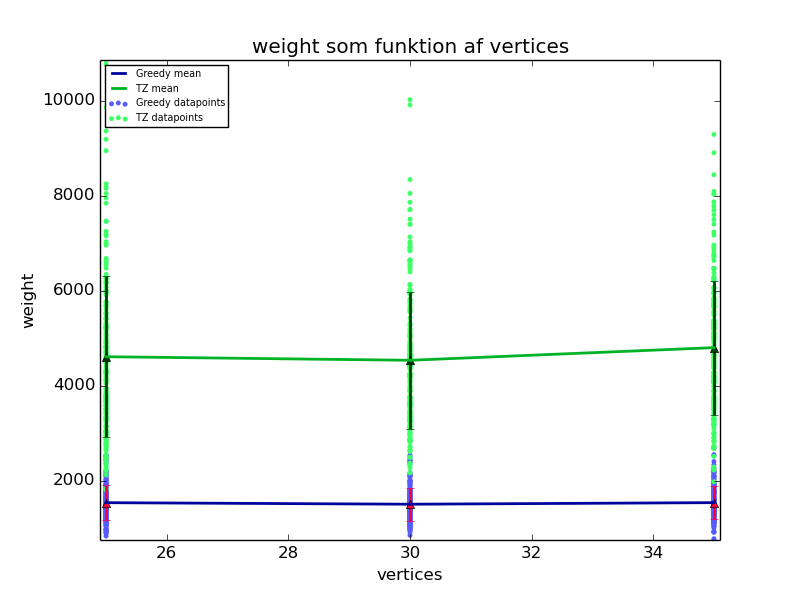 weight som funktion af vertices
10000
8000
6000
4000
2000
weight
Greedy mean
TZ mean
Greedy datapoints
TZ datapoints
26 28 30 32 34
vertices